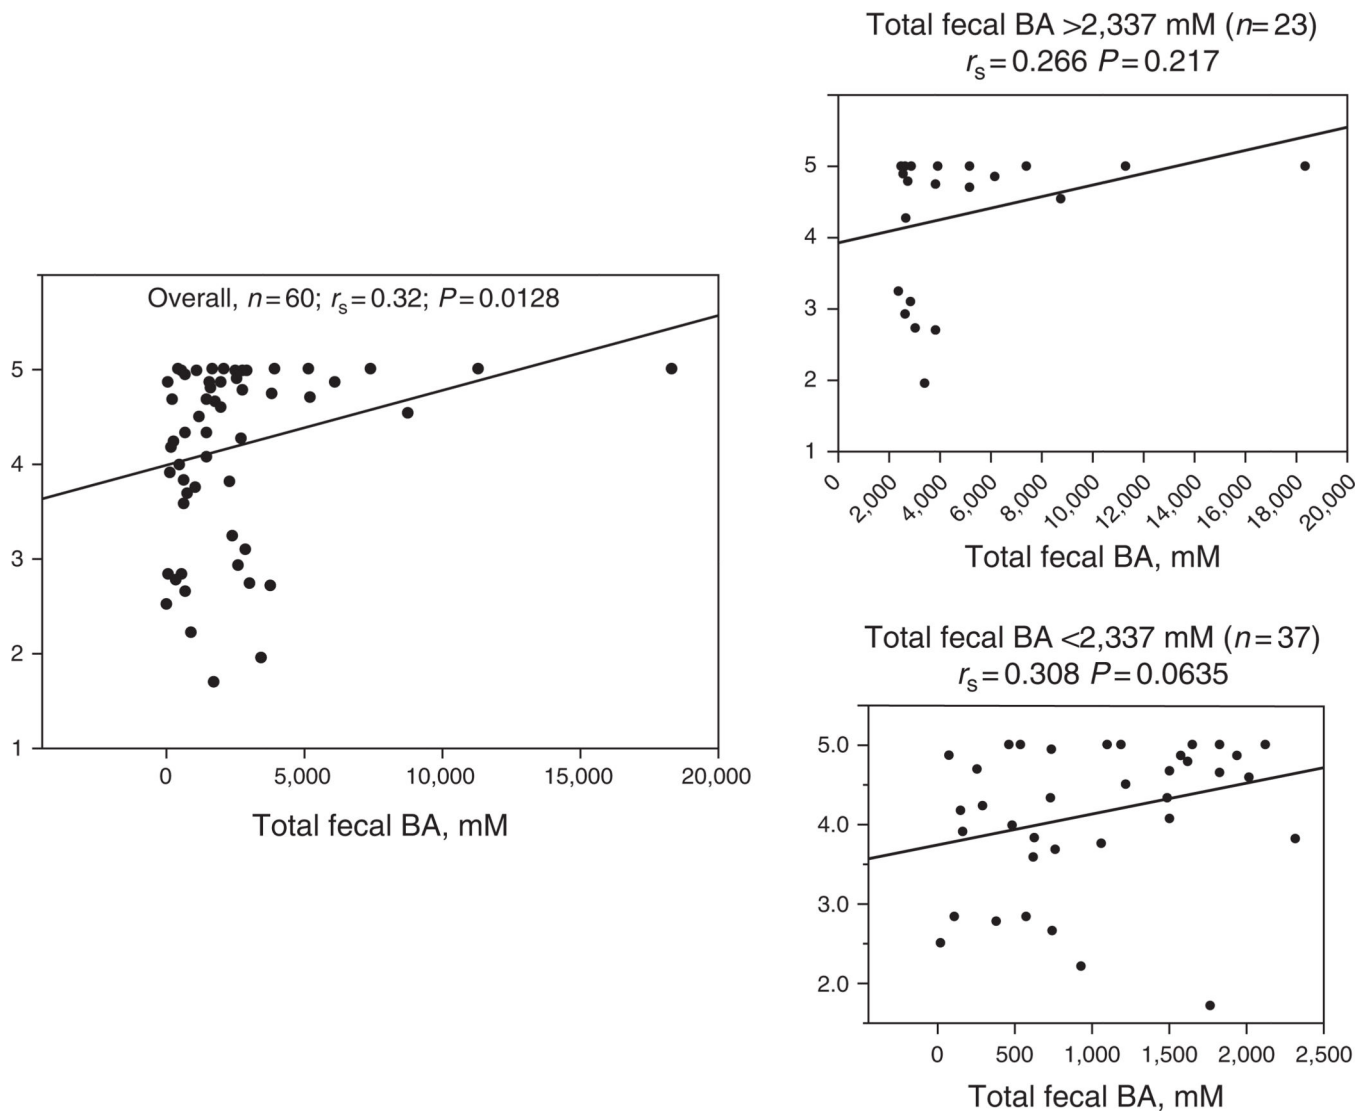 Overall, n=60; rs=0.32; P=0.0128
5
4
3
2
1
0 5,000 10,000 15,000 20,000
Total fecal BA, mM
Total fecal BA >2,337 mM (n=23)
rs=0.266 P=0.217
5
4
3
2
1
0 2,000 4,000 6,000 8,000 10,000 12,000 14,000 16,000 18,000 20,000
Total fecal BA, mM
Total fecal BA <2,337 mM (n=37)
rs=0.308 P=0.0635
5.0
4.0
3.0
2.0
0 500 1,000 1,500 2,000 2,500
Total fecal BA, mM